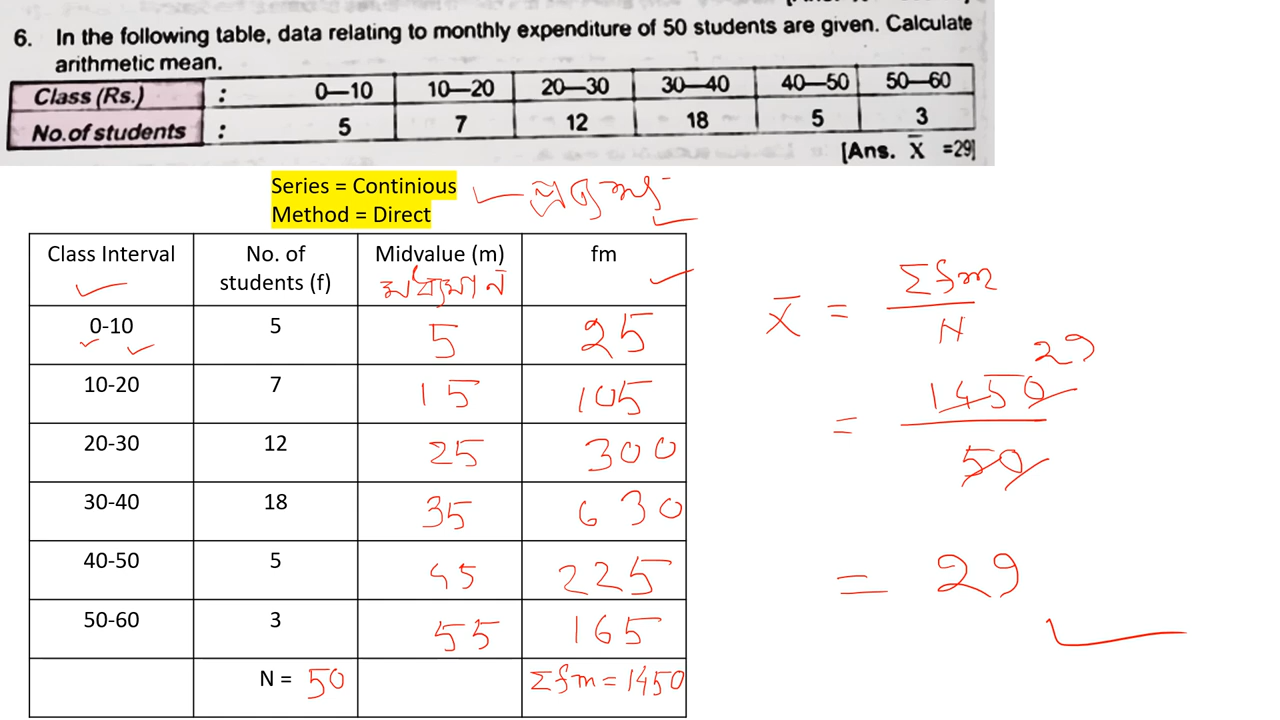 6. In the following table, data relating to monthly expenditure of 50 students are given. Calculate
arithmetic mean.
Class (Rs.) : 0—10 10—20 20—30 30—40 40—50 50—60
No. of students : 5 7 12 18 5 3
[Ans. X̄ =29]
Series = Continious
Method = Direct
Class Interval No. of students (f) Midvalue (m) মধ্যমান fm
0-10 5 5 25
10-20 7 15 105
20-30 12 25 300
30-40 18 35 630
40-50 5 45 225
50-60 3 55 165
N = 50 Σfm = 1450
X̄ = Σfm / N
29
= 1450 / 50
= 29